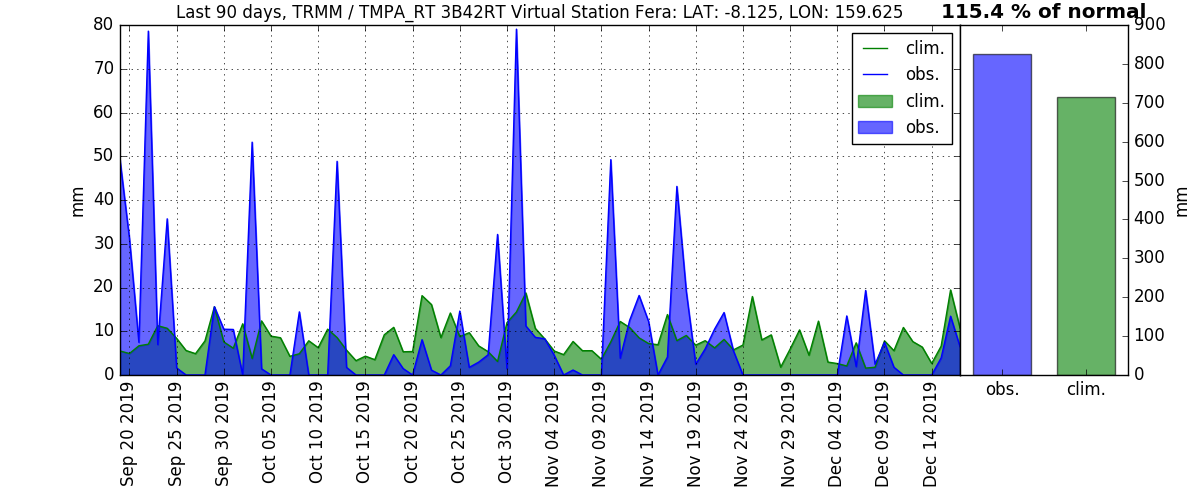 Last 90 days, TRMM / TMPA_RT 3B42RT Virtual Station Fera: LAT: -8.125, LON: 159.625
115.4 % of normal
80
70
60
50
40
30
20
10
0
mm
clim.
obs.
clim.
obs.
900
800
700
600
500
400
300
200
100
0
mm
Sep 20 2019
Sep 25 2019
Sep 30 2019
Oct 05 2019
Oct 10 2019
Oct 15 2019
Oct 20 2019
Oct 25 2019
Oct 30 2019
Nov 04 2019
Nov 09 2019
Nov 14 2019
Nov 19 2019
Nov 24 2019
Nov 29 2019
Dec 04 2019
Dec 09 2019
Dec 14 2019
obs.
clim.